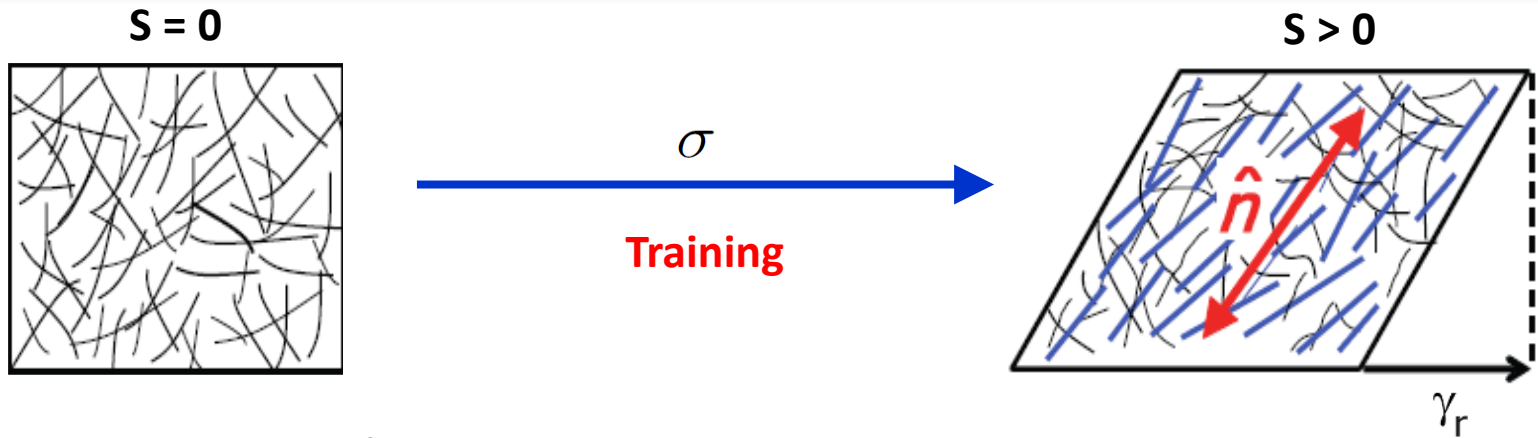 S = 0
S > 0
σ
Training
n̂
γr